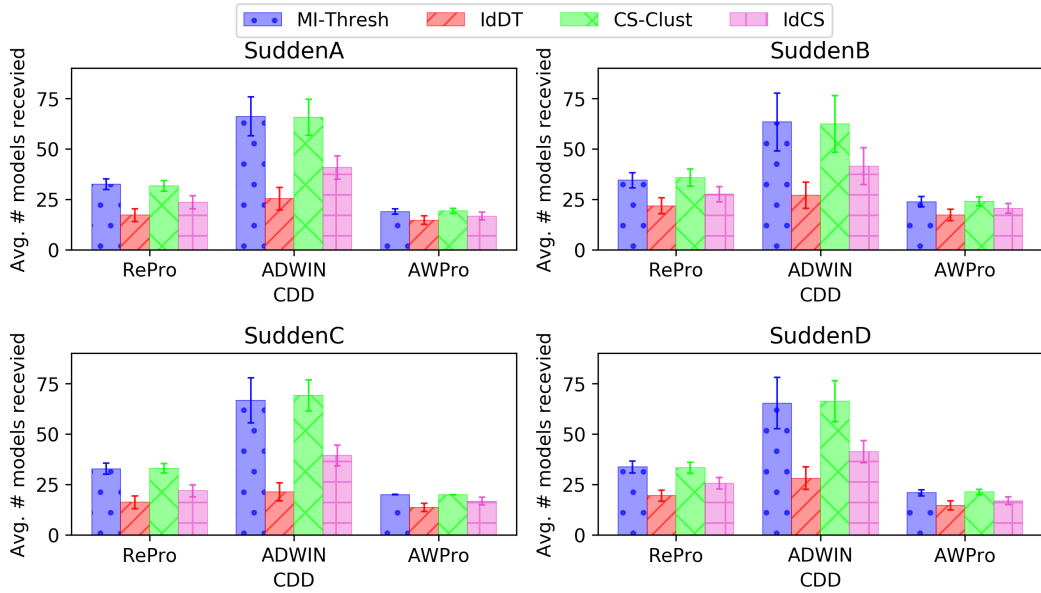 MI-Thresh IdDT CS-Clust IdCS
SuddenA
Avg. # models recevied
75
50
25
0
RePro ADWIN AWPro
CDD
SuddenB
Avg. # models recevied
75
50
25
0
RePro ADWIN AWPro
CDD
SuddenC
Avg. # models recevied
75
50
25
0
RePro ADWIN AWPro
CDD
SuddenD
Avg. # models recevied
75
50
25
0
RePro ADWIN AWPro
CDD